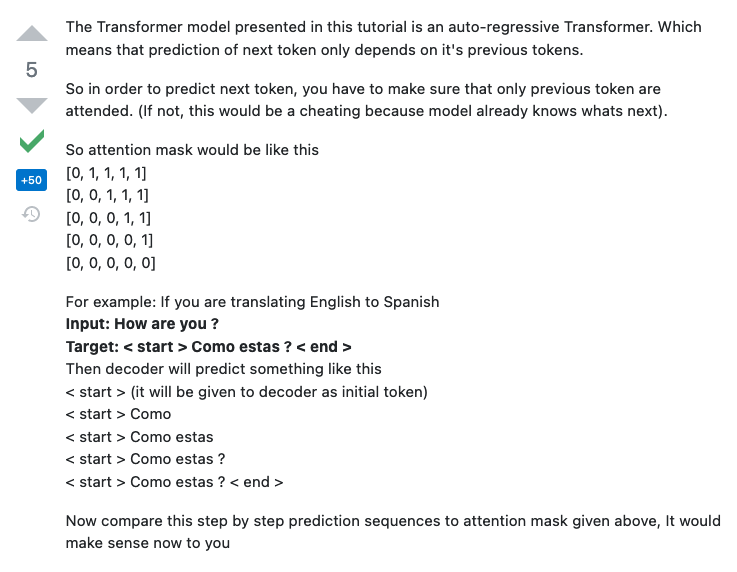 The Transformer model presented in this tutorial is an auto-regressive Transformer. Which
means that prediction of next token only depends on it's previous tokens.
5
So in order to predict next token, you have to make sure that only previous token are
attended. (If not, this would be a cheating because model already knows whats next).
So attention mask would be like this
+50
[0, 1, 1, 1, 1]
[0, 0, 1, 1, 1]
[0, 0, 0, 1, 1]
[0, 0, 0, 0, 1]
[0, 0, 0, 0, 0]
For example: If you are translating English to Spanish
Input: How are you ?
Target: < start > Como estas ? < end >
Then decoder will predict something like this
< start > (it will be given to decoder as initial token)
< start > Como
< start > Como estas
< start > Como estas ?
< start > Como estas ? < end >
Now compare this step by step prediction sequences to attention mask given above, It would
make sense now to you